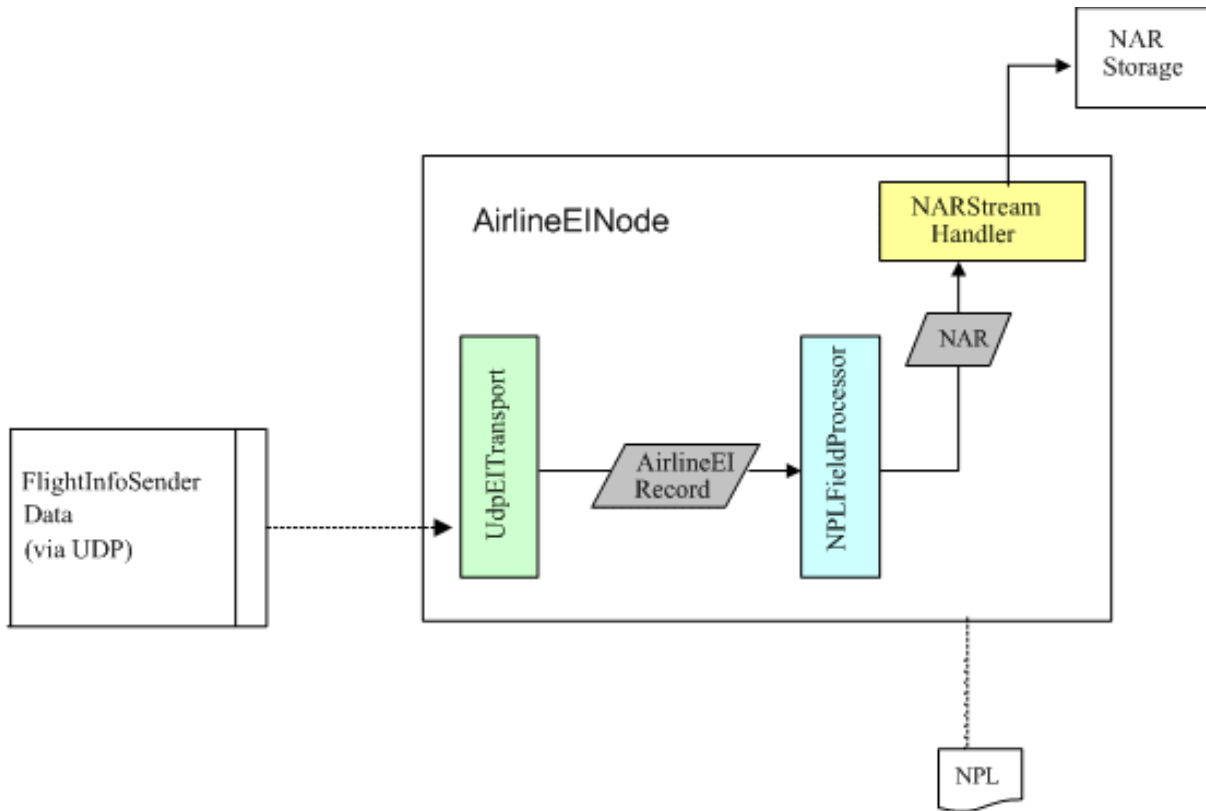 NAR
Storage
NARStream
Handler
AirlineEINode
NAR
UdpEITransport
NPLFieldProcessor
AirlineEI
Record
FlightInfoSender
Data
(via UDP)
NPL